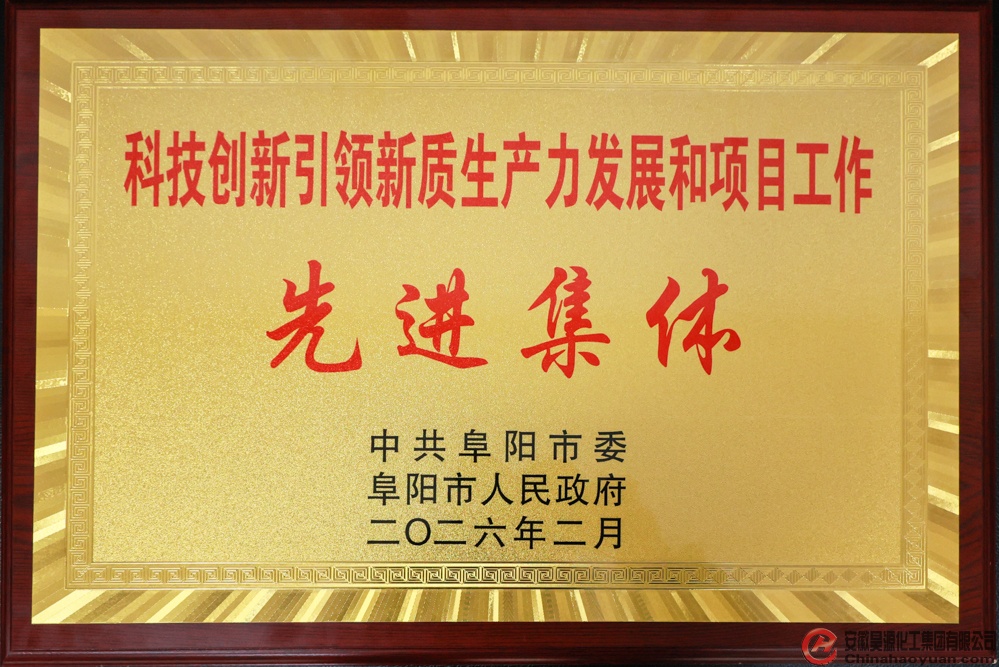 科技创新引领新质生产力发展和项目工作
先进集体
中共阜阳市委
阜阳市人民政府
二〇二六年二月
安徽昊源化工集团有限公司
Chinahaoyuan.com